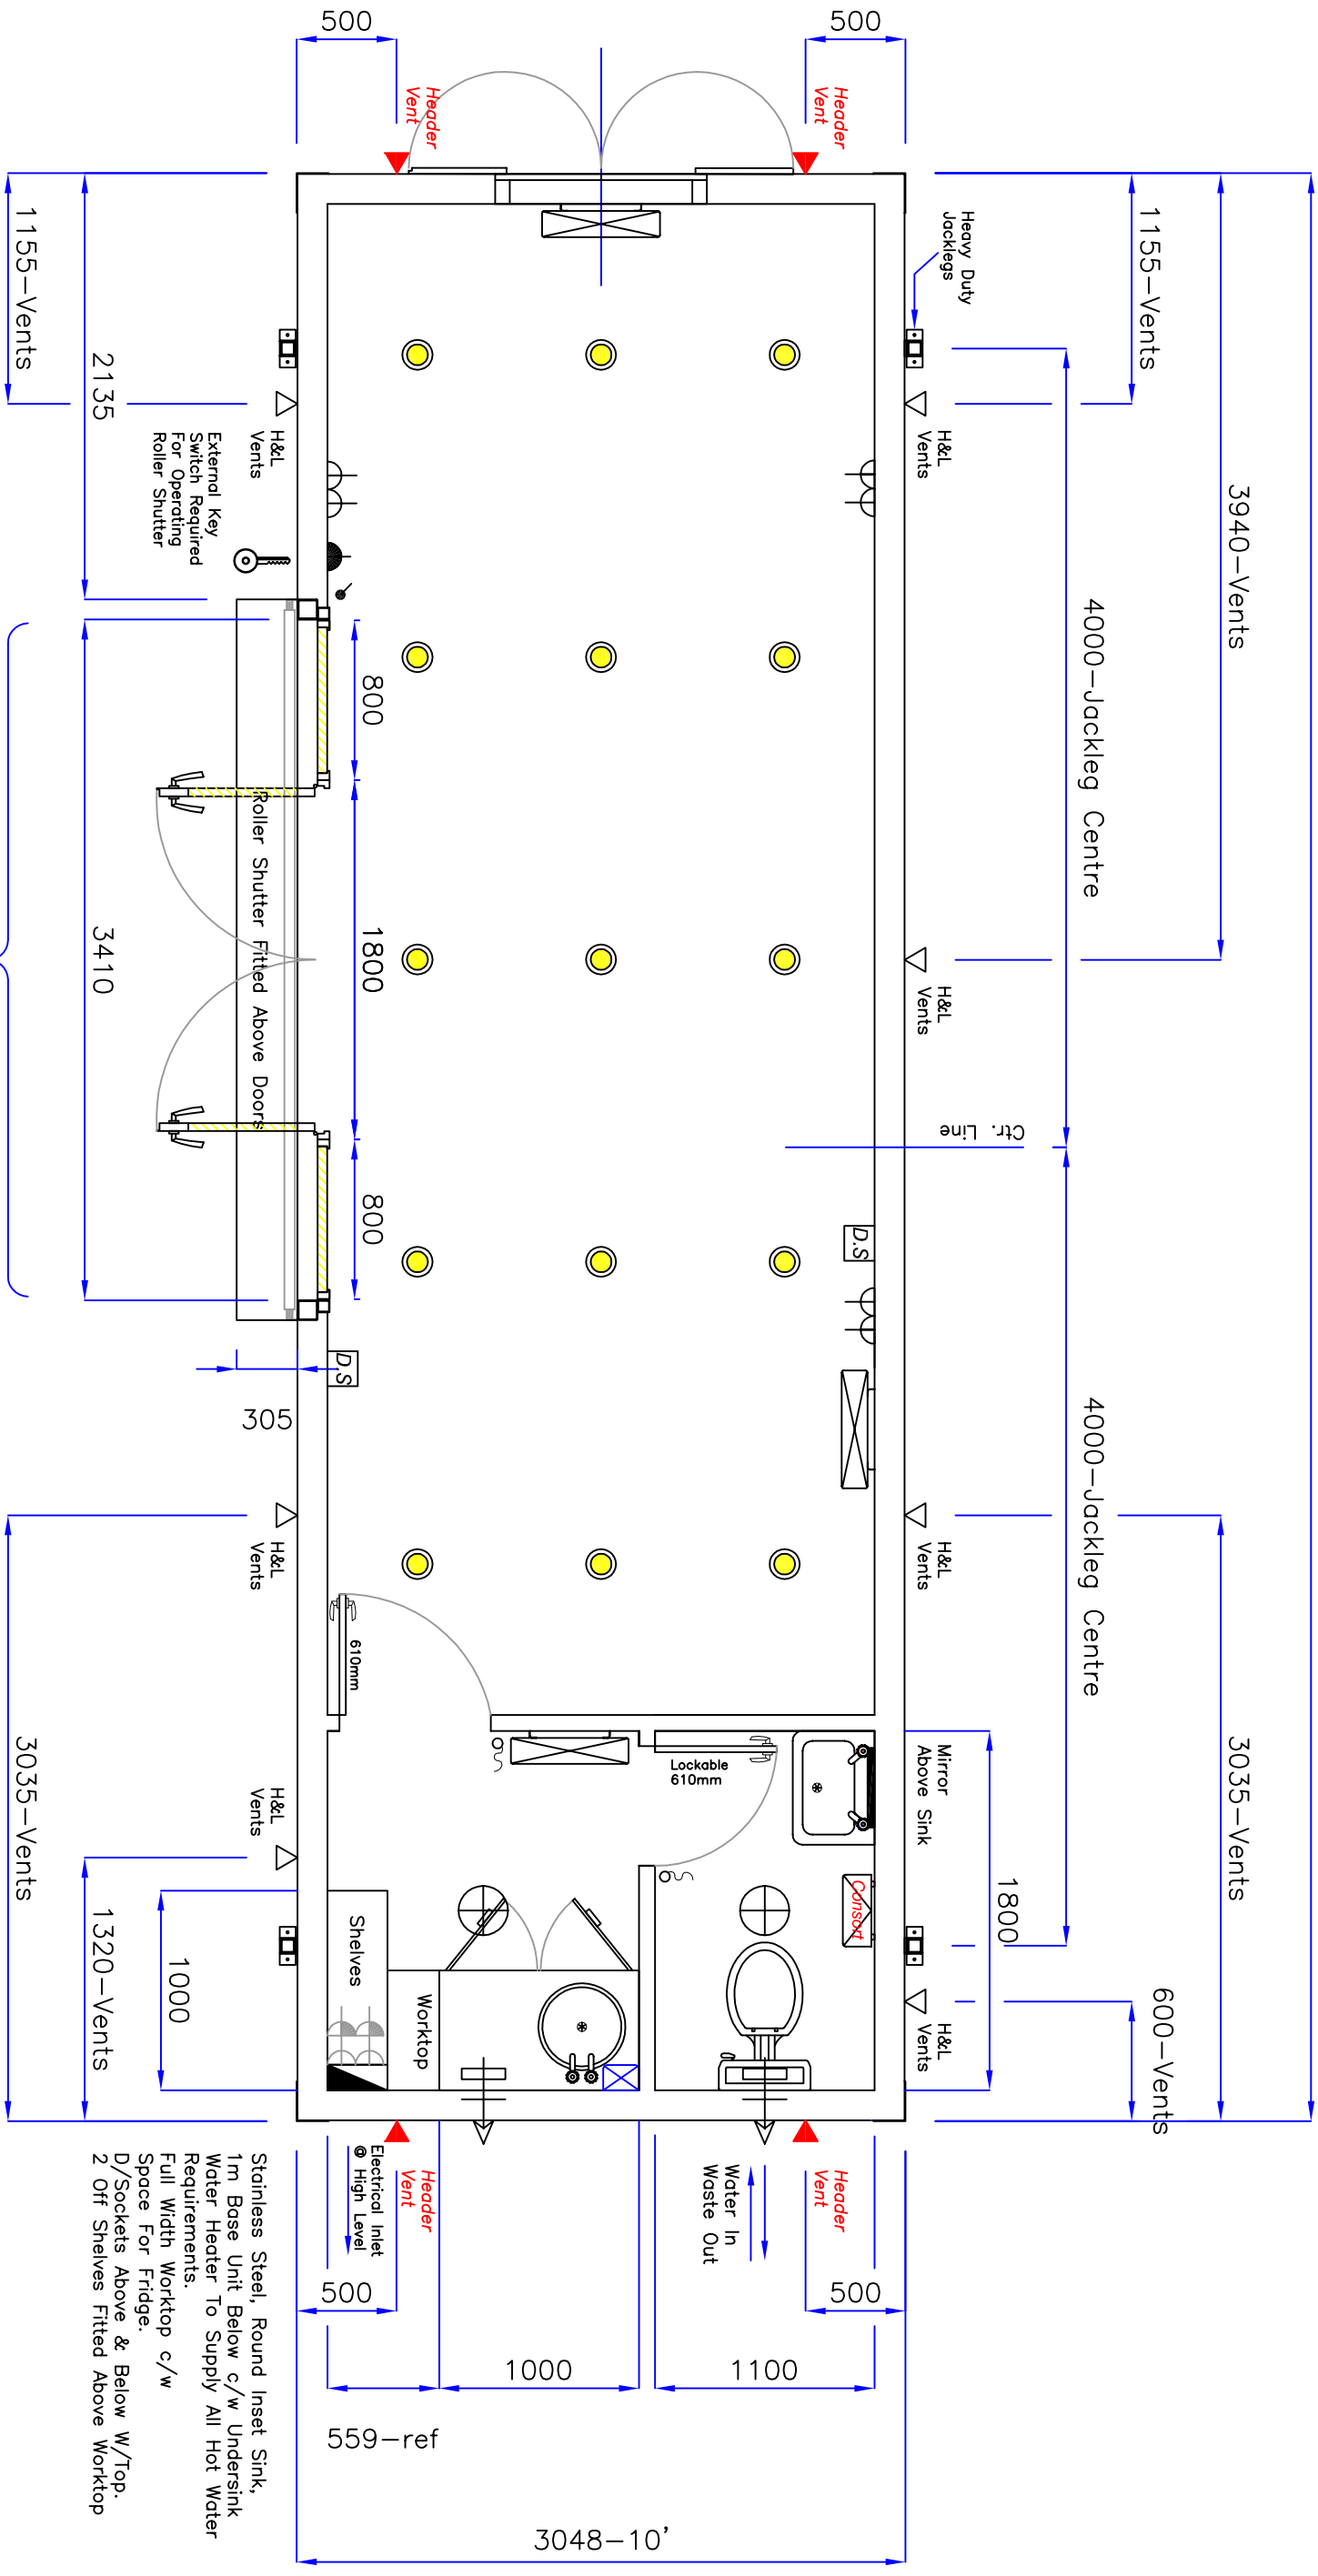 500
500
Header
Vent
Header
Vent
1155-Vents
2135
1155-Vents
3940-Vents
Heavy Duty
Jacklegs
4000-Jackleg Centre
H&L
Vents
H&L
Vents
External Key
Switch Required
For Operating
Roller Shutter
800
1800
800
3410
Roller Shutter Fitted Above Doors
305
H&L
Vents
Ctr. Line
D.S
D.S
4000-Jackleg Centre
H&L
Vents
H&L
Vents
3035-Vents
3035-Vents
610mm
Lockable
610mm
Mirror
Above Sink
1800
Consort
H&L
Vents
1320-Vents
1000
Shelves
Worktop
600-Vents
H&L
Vents
Header
Vent
Header
Vent
Electrical Inlet
@ High Level
Water In
Waste Out
500
500
1000
1100
559-ref
3048-10'
Stainless Steel, Round Inset Sink,
1m Base Unit Below c/w Undersink
Water Heater To Supply All Hot Water
Requirements.
Full Width Worktop c/w
Space For Fridge.
D/Sockets Above & Below W/Top.
2 Off Shelves Fitted Above Worktop